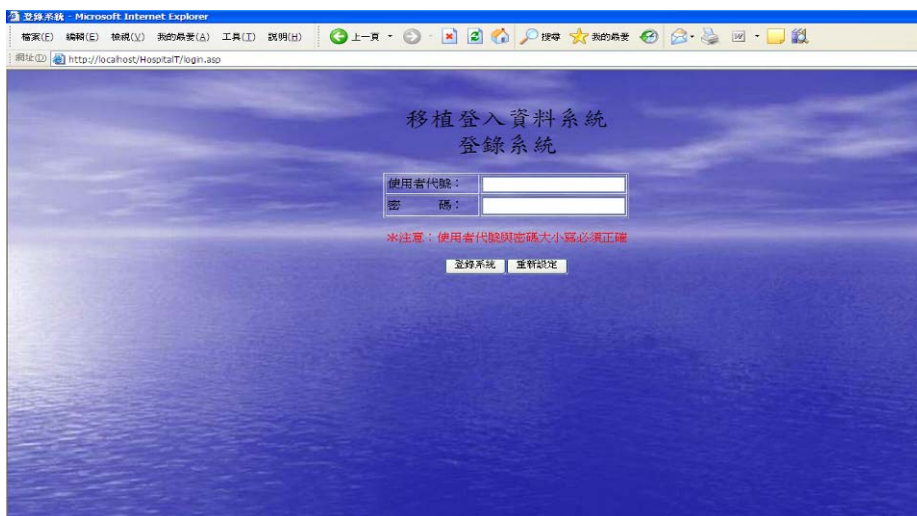 登錄系統 - Microsoft Internet Explorer
檔案(F) 編輯(E) 檢視(V) 我的最愛(A) 工具(T) 說明(H) 上一頁 搜尋 我的最愛
網址(D) http://localhost/HospitalT/login.asp
移植登入資料系統
登錄系統
使用者代號：
密 碼：
*注意：使用者代號與密碼大小寫必須正確
登錄系統 重新設定